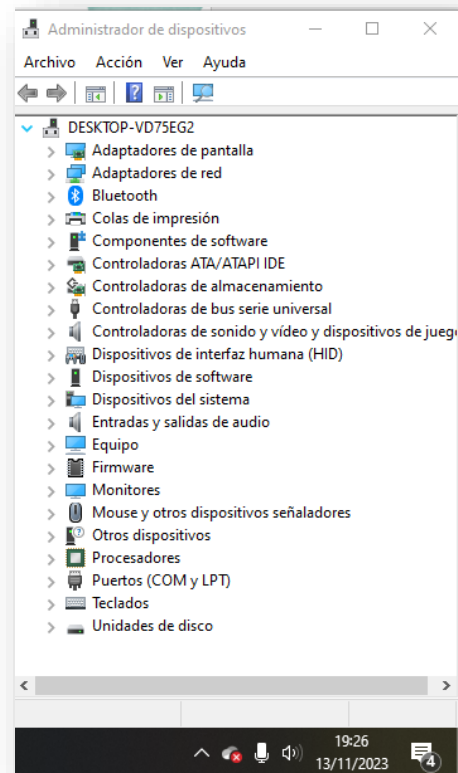 Administrador de dispositivos
Archivo Acción Ver Ayuda
DESKTOP-VD75EG2
Adaptadores de pantalla
Adaptadores de red
Bluetooth
Colas de impresión
Componentes de software
Controladoras ATA/ATAPI IDE
Controladoras de almacenamiento
Controladoras de bus serie universal
Controladoras de sonido y vídeo y dispositivos de jueg
Dispositivos de interfaz humana (HID)
Dispositivos de software
Dispositivos del sistema
Entradas y salidas de audio
Equipo
Firmware
Monitores
Mouse y otros dispositivos señaladores
Otros dispositivos
Procesadores
Puertos (COM y LPT)
Teclados
Unidades de disco
19:26
13/11/2023
4